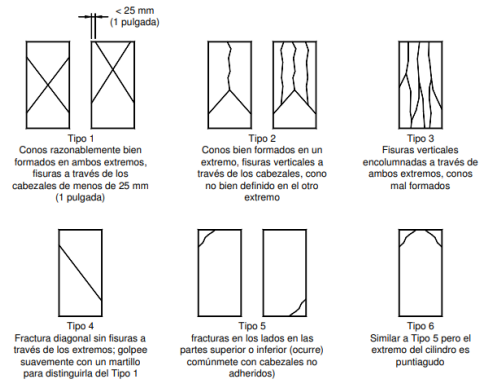 < 25 mm
(1 pulgada)
Tipo 1
Conos razonablemente bien
formados en ambos extremos,
fisuras a través de los
cabezales de menos de 25 mm
(1 pulgada)
Tipo 2
Conos bien formados en un
extremo, fisuras verticales a
través de los cabezales, cono
no bien definido en el otro
extremo
Tipo 3
Fisuras verticales
encolumnadas a través de
ambos extremos, conos
mal formados
Tipo 4
Fractura diagonal sin fisuras a
través de los extremos; golpee
suavemente con un martillo
para distinguirla del Tipo 1
Tipo 5
fracturas en los lados en las
partes superior o inferior (ocurre)
comúnmete con cabezales no
adheridos)
Tipo 6
Similar a Tipo 5 pero el
extremo del cilindro es
puntiagudo